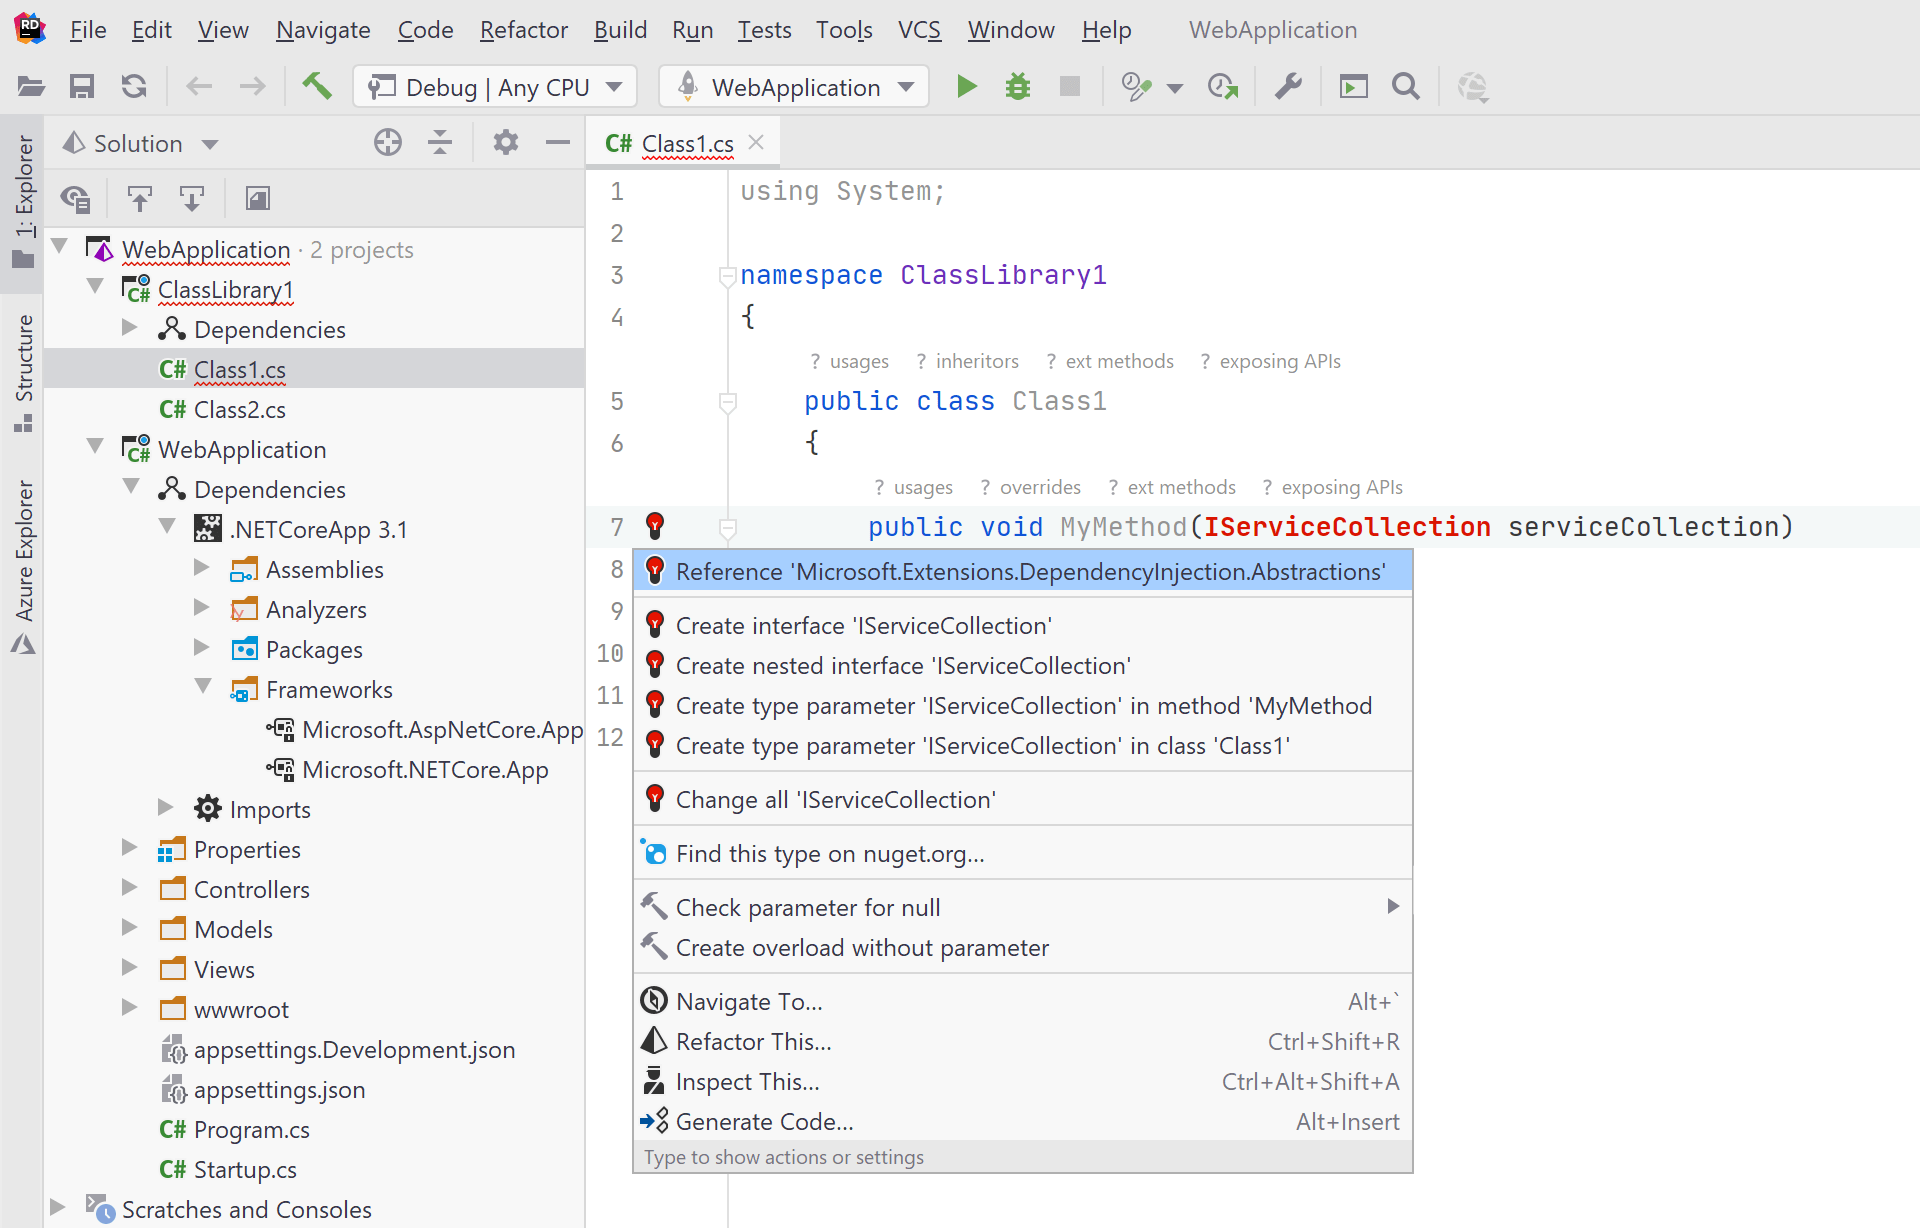 RD File Edit View Navigate Code Refactor Build Run Tests Tools VCS Window Help WebApplication
Debug | Any CPU WebApplication
1: Explorer
Structure
Azure Explorer
Solution
WebApplication · 2 projects
C# ClassLibrary1
Dependencies
C# Class1.cs
C# Class2.cs
C# WebApplication
Dependencies
.NETCoreApp 3.1
Assemblies
Analyzers
Packages
Frameworks
Microsoft.AspNetCore.App
Microsoft.NETCore.App
Imports
Properties
Controllers
Models
Views
wwwroot
appsettings.Development.json
appsettings.json
C# Program.cs
C# Startup.cs
Scratches and Consoles
C# Class1.cs
1 using System;
2
3 namespace ClassLibrary1
4 {
? usages ? inheritors ? ext methods ? exposing APIs
5 public class Class1
6 {
? usages ? overrides ? ext methods ? exposing APIs
7 public void MyMethod(IServiceCollection serviceCollection)
8
9
10
11
12
Reference 'Microsoft.Extensions.DependencyInjection.Abstractions'
Create interface 'IServiceCollection'
Create nested interface 'IServiceCollection'
Create type parameter 'IServiceCollection' in method 'MyMethod
Create type parameter 'IServiceCollection' in class 'Class1'
Change all 'IServiceCollection'
Find this type on nuget.org...
Check parameter for null
Create overload without parameter
Navigate To... Alt+`
Refactor This... Ctrl+Shift+R
Inspect This... Ctrl+Alt+Shift+A
Generate Code... Alt+Insert
Type to show actions or settings